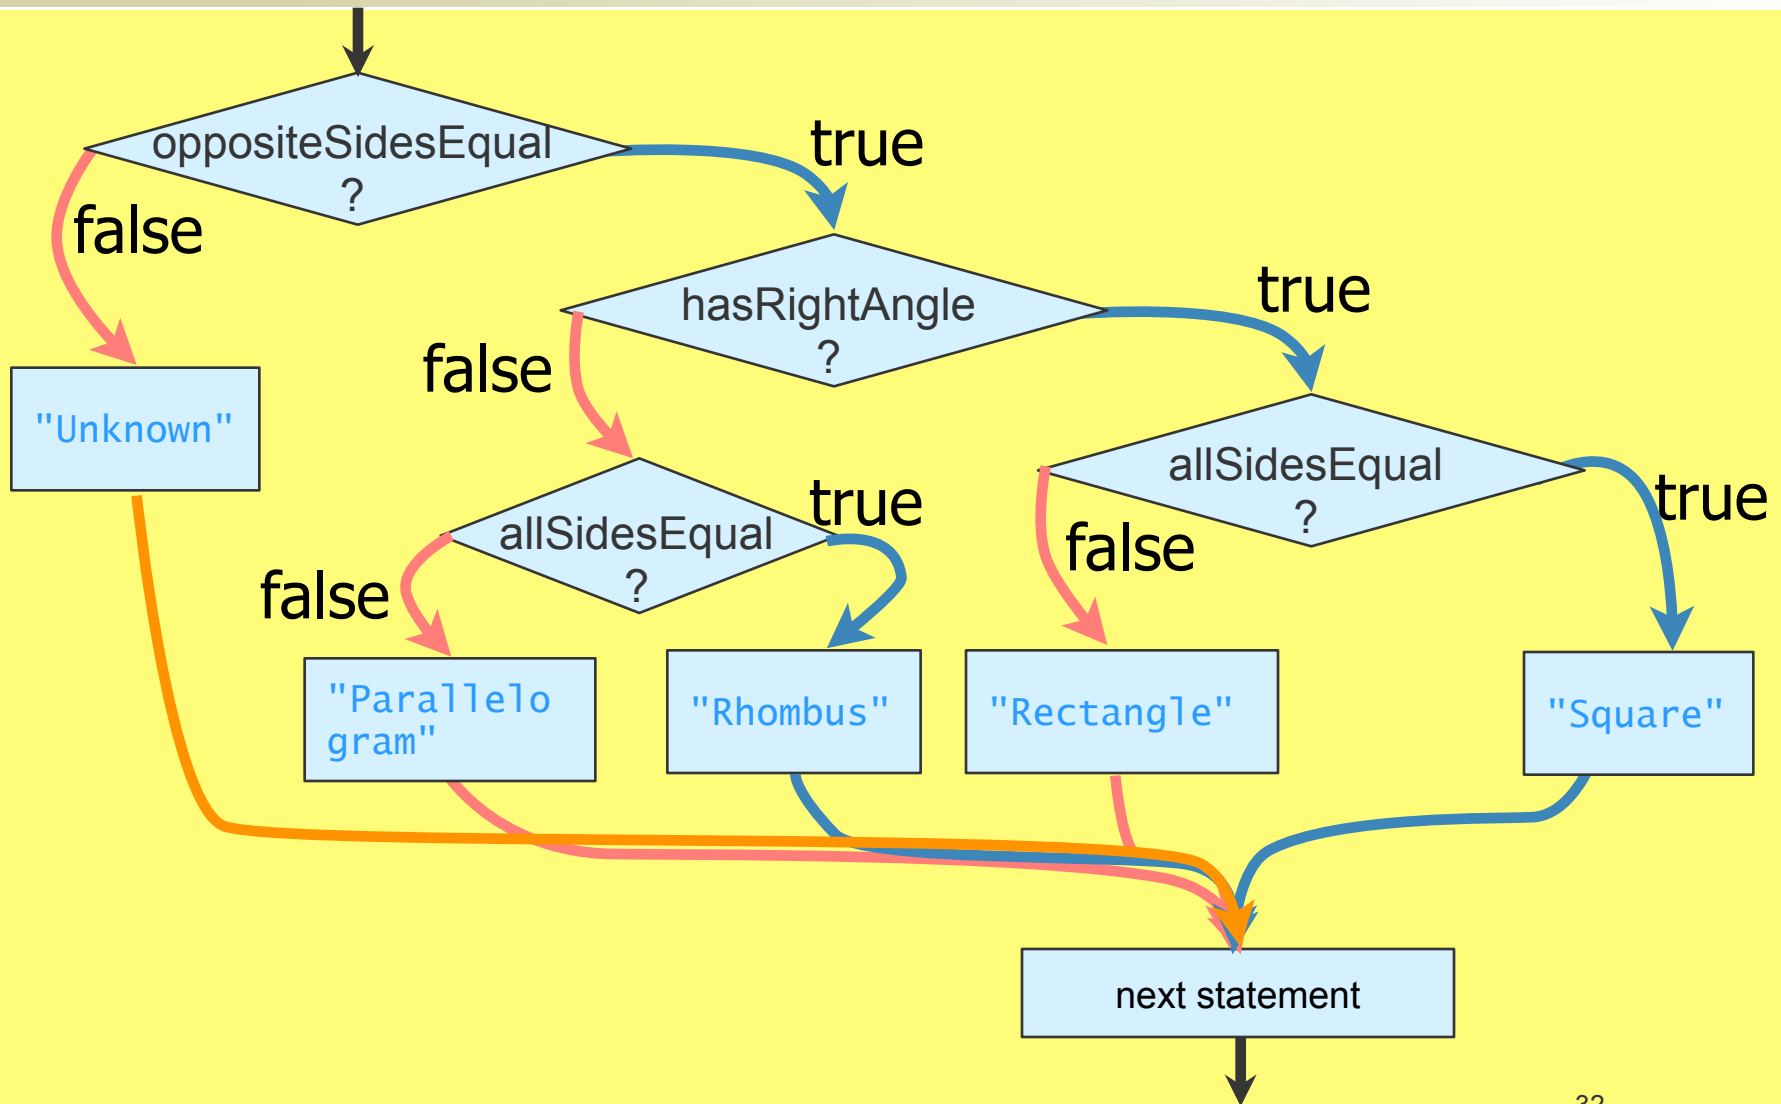 oppositeSidesEqual
?
true
false
hasRightAngle
?
true
false
"Unknown"
allSidesEqual
?
true
false
allSidesEqual
?
true
false
"Parallelo
gram"
"Rhombus"
"Rectangle"
"Square"
next statement
32